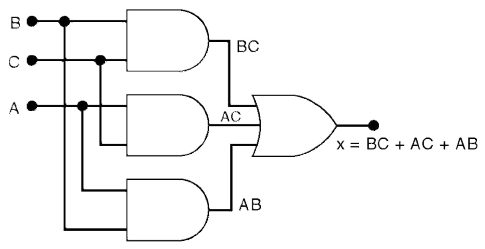 B
BC
C
A
AC
x = BC + AC + AB
AB